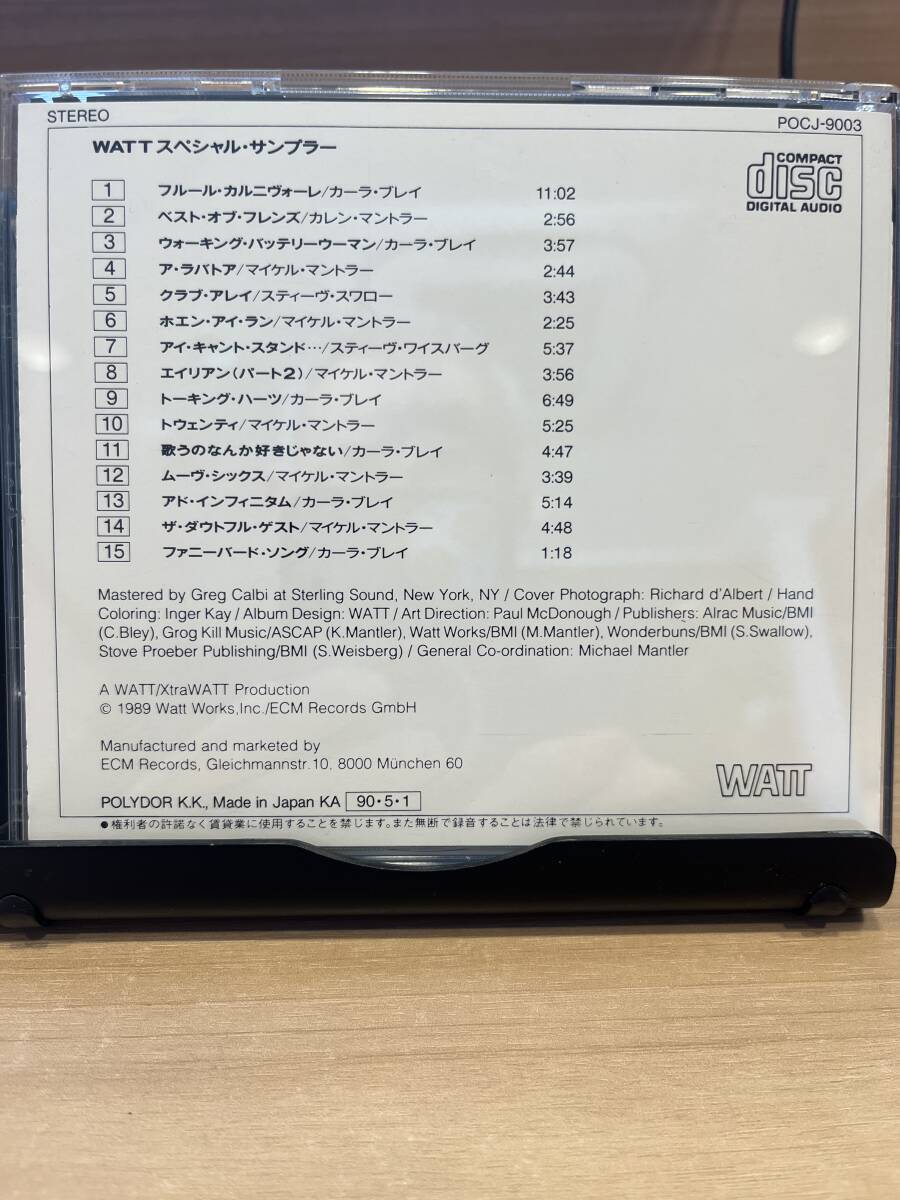 STEREO
POCJ-9003
WATTスペシャル・サンプラー
COMPACT
disc
DIGITAL AUDIO
1 フルール・カルニヴォーレ/カーラ・ブレイ 11:02
2 ベスト・オブ・フレンズ/カレン・マントラー 2:56
3 ウォーキング・バッテリーウーマン/カーラ・ブレイ 3:57
4 ア・ラバトア/マイケル・マントラー 2:44
5 クラブ・アレイ/スティーヴ・スワロー 3:43
6 ホエン・アイ・ラン/マイケル・マントラー 2:25
7 アイ・キャント・スタンド…/スティーヴ・ワイスバーグ 5:37
8 エイリアン(パート2)/マイケル・マントラー 3:56
9 トーキング・ハーツ/カーラ・ブレイ 6:49
10 トウェンティ/マイケル・マントラー 5:25
11 歌うのなんか好きじゃない/カーラ・ブレイ 4:47
12 ムーヴ・シックス/マイケル・マントラー 3:39
13 アド・インフィニタム/カーラ・ブレイ 5:14
14 ザ・ダウトフル・ゲスト/マイケル・マントラー 4:48
15 ファニーバード・ソング/カーラ・ブレイ 1:18
Mastered by Greg Calbi at Sterling Sound, New York, NY / Cover Photograph: Richard d'Albert / Hand
Coloring: Inger Kay / Album Design: WATT / Art Direction: Paul McDonough / Publishers: Alrac Music/BMI
(C.Bley), Grog Kill Music/ASCAP (K.Mantler), Watt Works/BMI (M.Mantler), Wonderbuns/BMI (S.Swallow),
Stove Proeber Publishing/BMI (S.Weisberg) / General Co-ordination: Michael Mantler
A WATT/XtraWATT Production
© 1989 Watt Works,Inc./ECM Records GmbH
Manufactured and marketed by
ECM Records, Gleichmannstr.10, 8000 München 60
WATT
POLYDOR K.K., Made in Japan KA 90・5・1
●権利者の許諾なく賃貸業に使用することを禁じます。また無断で録音することは法律で禁じられています。